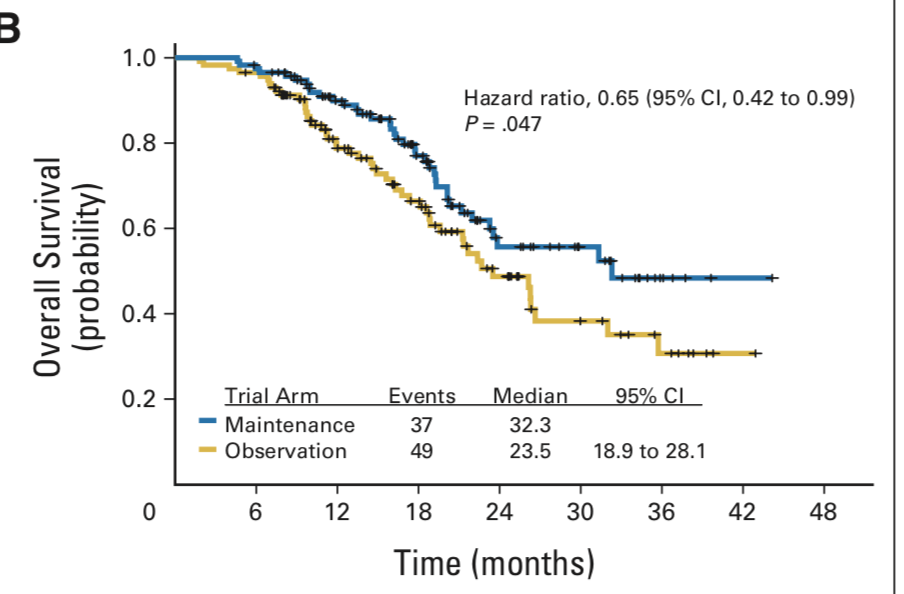 B
1.0
0.8
0.6
0.4
0.2
Overall Survival
(probability)
Hazard ratio, 0.65 (95% CI, 0.42 to 0.99)
P = .047
Trial Arm Events Median 95% CI
Maintenance 37 32.3
Observation 49 23.5 18.9 to 28.1
0 6 12 18 24 30 36 42 48
Time (months)